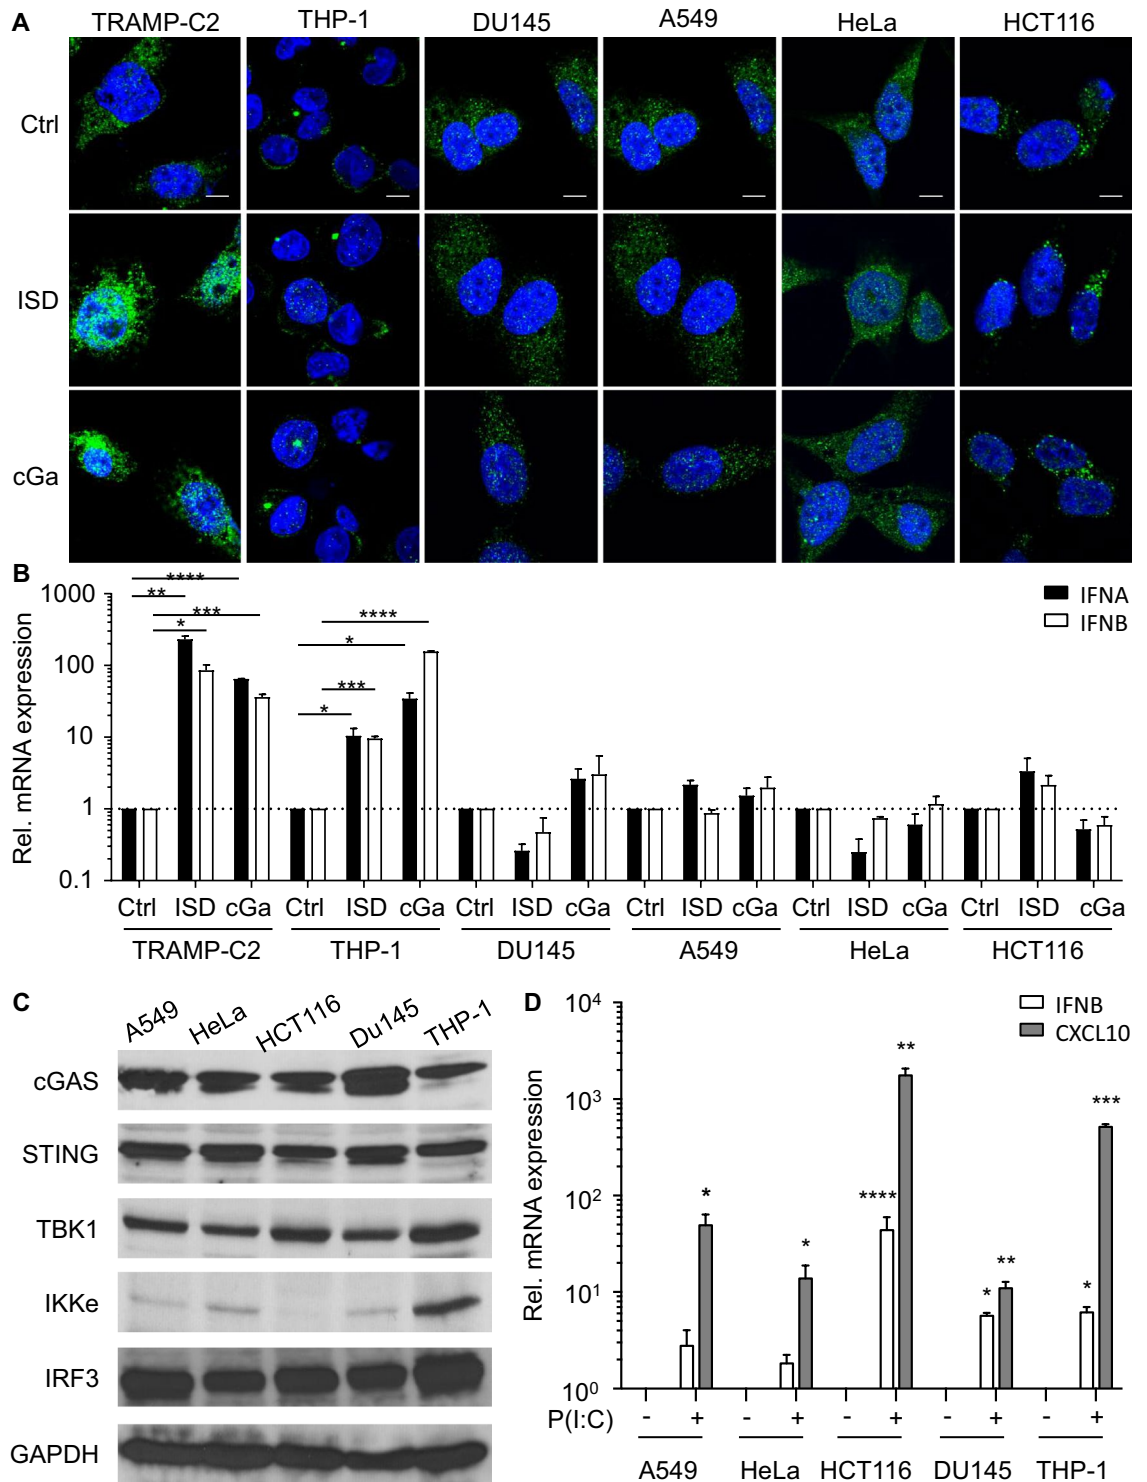 A TRAMP-C2 THP-1 DU145 A549 HeLa HCT116
Ctrl
ISD
cGa
B
**** 
** *** ****
* *
***
*
IFNA
IFNB
Rel. mRNA expression
1000
100
10
1
0.1
Ctrl ISD cGa Ctrl ISD cGa Ctrl ISD cGa Ctrl ISD cGa Ctrl ISD cGa Ctrl ISD cGa
TRAMP-C2 THP-1 DU145 A549 HeLa HCT116
C
A549 HeLa HCT116 Du145 THP-1
cGAS
STING
TBK1
IKKe
IRF3
GAPDH
D
IFNB
CXCL10
Rel. mRNA expression
10⁴
10³
10²
10¹
10⁰
* * **** ** * ** * ***
P(I:C) - + - + - + - + - +
A549 HeLa HCT116 DU145 THP-1